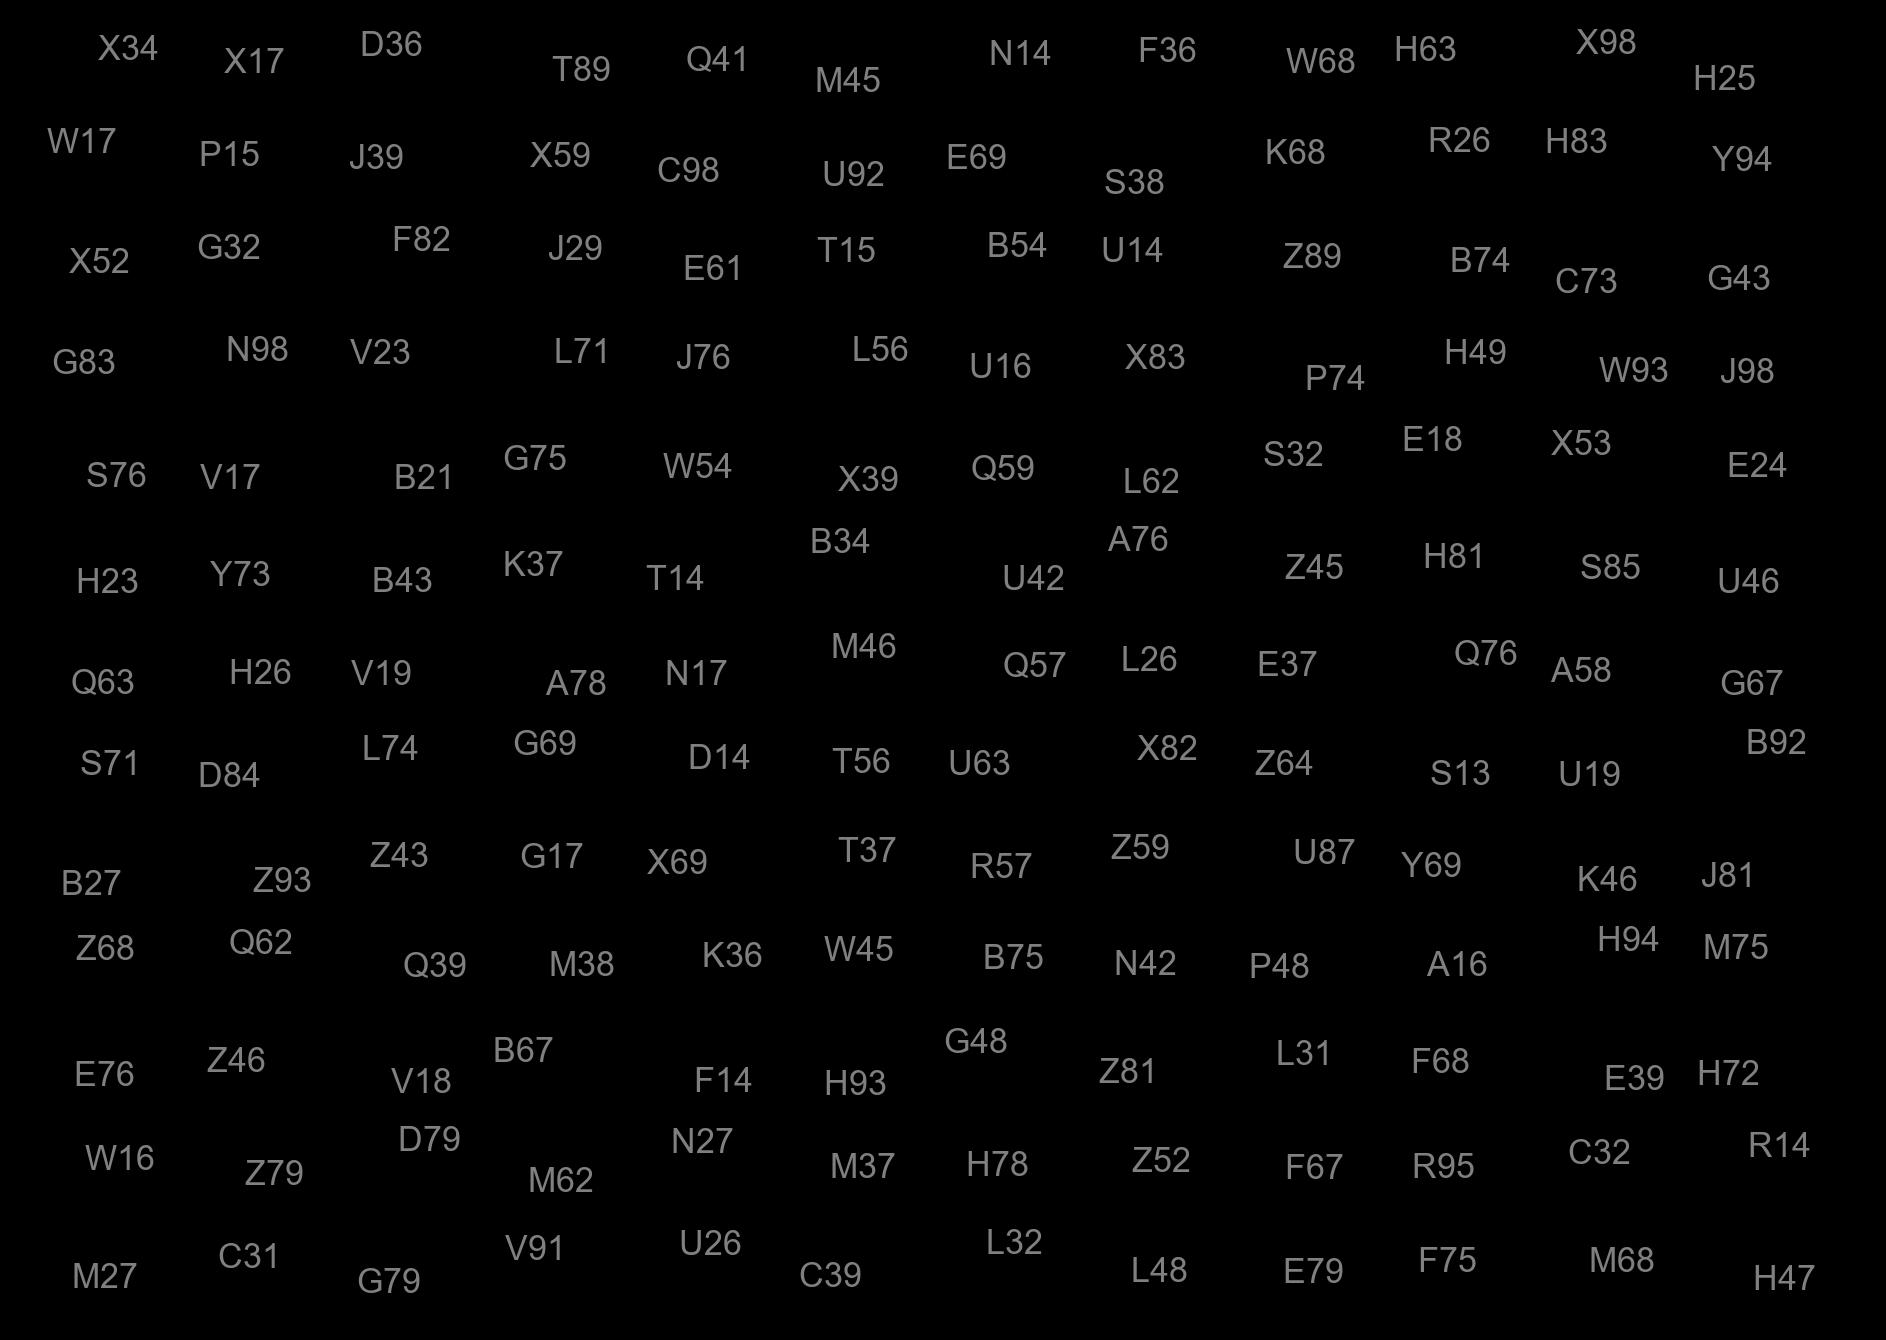 X34 X17 D36 T89 Q41 M45 N14 F36 W68 H63 X98 H25
W17 P15 J39 X59 C98 U92 E69 S38 K68 R26 H83 Y94
X52 G32 F82 J29 E61 T15 B54 U14 Z89 B74 C73 G43
G83 N98 V23 L71 J76 L56 U16 X83 P74 H49 W93 J98
S76 V17 B21 G75 W54 X39 Q59 L62 S32 E18 X53 E24
H23 Y73 B43 K37 T14 B34 U42 A76 Z45 H81 S85 U46
Q63 H26 V19 A78 N17 M46 Q57 L26 E37 Q76 A58 G67
S71 D84 L74 G69 D14 T56 U63 X82 Z64 S13 U19 B92
B27 Z93 Z43 G17 X69 T37 R57 Z59 U87 Y69 K46 J81
Z68 Q62 Q39 M38 K36 W45 B75 N42 P48 A16 H94 M75
E76 Z46 V18 B67 F14 H93 G48 Z81 L31 F68 E39 H72
W16 Z79 D79 M62 N27 M37 H78 Z52 F67 R95 C32 R14
M27 C31 G79 V91 U26 C39 L32 L48 E79 F75 M68 H47